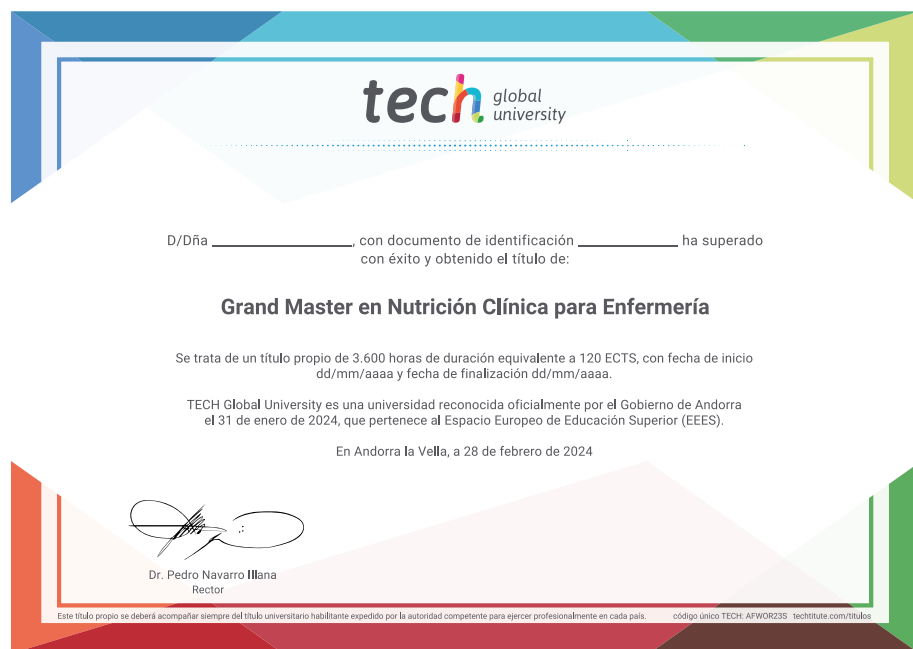 tech global university
D/Dña ____________________, con documento de identificación ______________ ha superado
con éxito y obtenido el título de:
Grand Master en Nutrición Clínica para Enfermería
Se trata de un título propio de 3.600 horas de duración equivalente a 120 ECTS, con fecha de inicio
dd/mm/aaaa y fecha de finalización dd/mm/aaaa.
TECH Global University es una universidad reconocida oficialmente por el Gobierno de Andorra
el 31 de enero de 2024, que pertenece al Espacio Europeo de Educación Superior (EEES).
En Andorra la Vella, a 28 de febrero de 2024
Dr. Pedro Navarro Illana
Rector
Este título propio se deberá acompañar siempre del título universitario habilitante expedido por la autoridad competente para ejercer profesionalmente en cada país. código único TECH: AFWOR23S techtitute.com/titulos